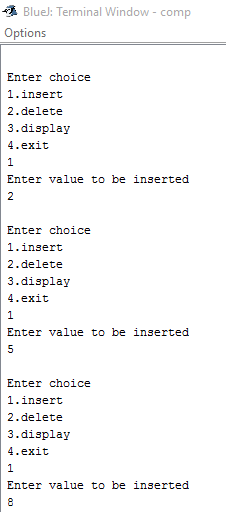 BlueJ: Terminal Window - comp
Options
Enter choice
1.insert
2.delete
3.display
4.exit
1
Enter value to be inserted
2
Enter choice
1.insert
2.delete
3.display
4.exit
1
Enter value to be inserted
5
Enter choice
1.insert
2.delete
3.display
4.exit
1
Enter value to be inserted
8